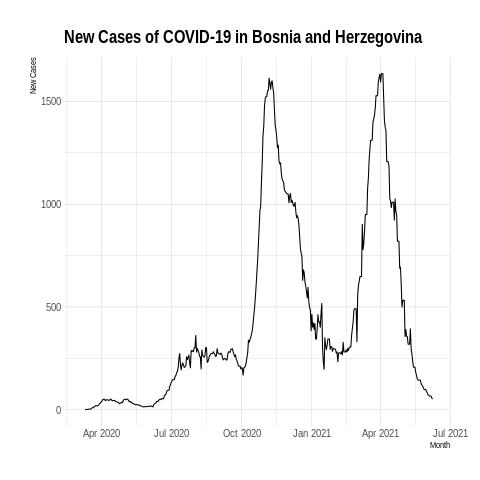 New Cases of COVID-19 in Bosnia and Herzegovina
New Cases
1500
1000
500
0
Apr 2020 Jul 2020 Oct 2020 Jan 2021 Apr 2021 Jul 2021
Month